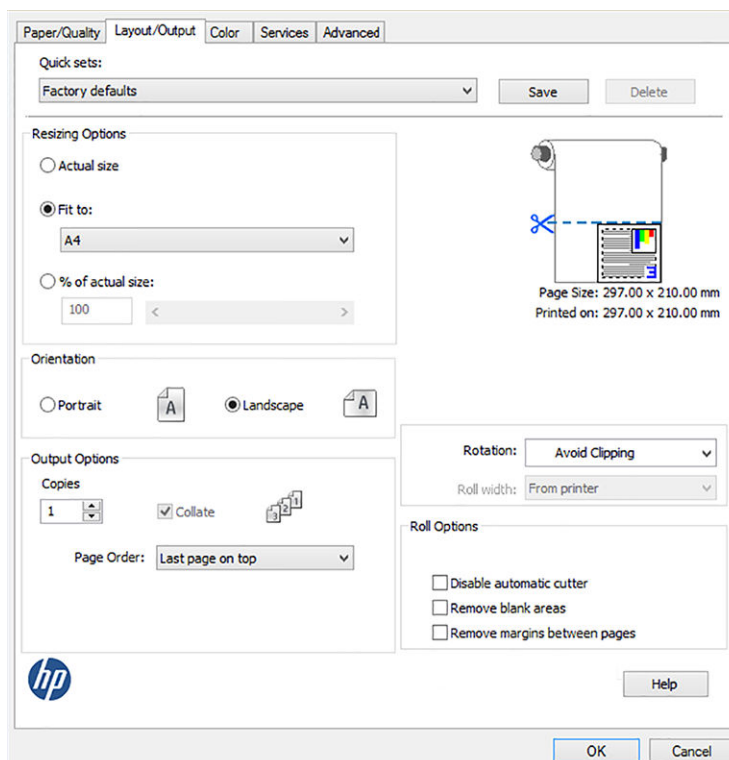 Paper/Quality Layout/Output Color Services Advanced
Quick sets:
Factory defaults
Save
Delete
Resizing Options
Actual size
Fit to:
A4
% of actual size:
100
Page Size: 297.00 x 210.00 mm
Printed on: 297.00 x 210.00 mm
Orientation
Portrait
A
Landscape
A
Output Options
Copies
1
Collate
3 2 1
Page Order: Last page on top
Rotation: Avoid Clipping
Roll width: From printer
Roll Options
Disable automatic cutter
Remove blank areas
Remove margins between pages
hp
Help
OK
Cancel